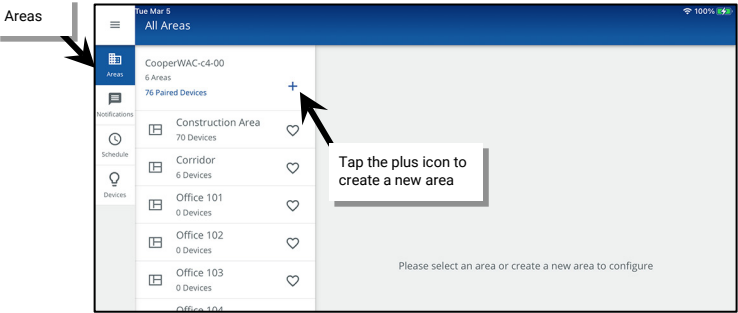 Areas
Tue Mar 5
100%
All Areas
Areas
Notifications
Schedule
Devices
CooperWAC-c4-00
6 Areas
76 Paired Devices
Construction Area
70 Devices
Corridor
6 Devices
Office 101
0 Devices
Office 102
0 Devices
Office 103
0 Devices
Office 104
Tap the plus icon to
create a new area
Please select an area or create a new area to configure